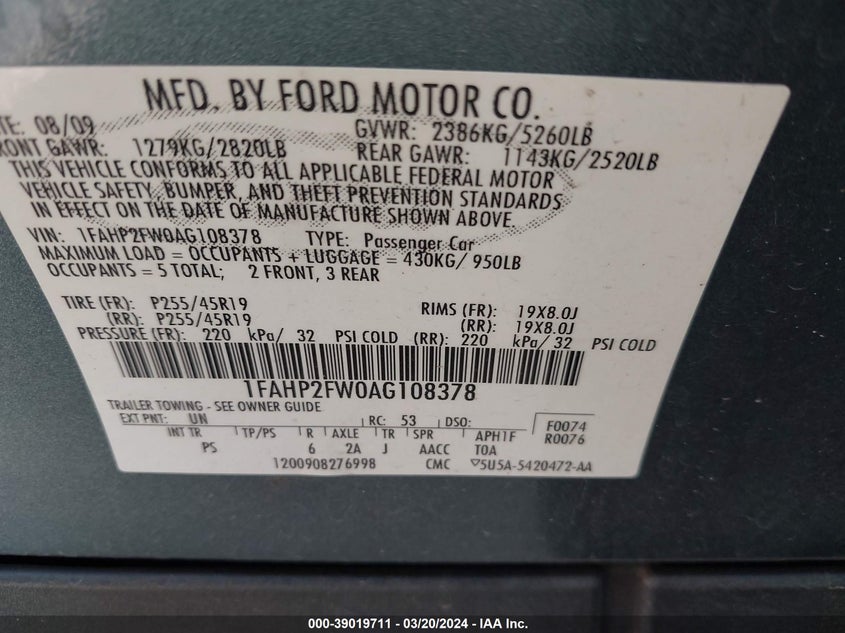 MFD. BY FORD MOTOR CO.
TE: 08/09 GVWR: 2386KG/5260LB
RONT GAWR: 1279KG/2820LB REAR GAWR: 1143KG/2520LB
THIS VEHICLE CONFORMS TO ALL APPLICABLE FEDERAL MOTOR
VEHICLE SAFETY, BUMPER, AND THEFT PREVENTION STANDARDS
IN EFFECT ON THE DATE OF MANUFACTURE SHOWN ABOVE.
VIN: 1FAHP2FW0AG108378 TYPE: Passenger Car
MAXIMUM LOAD = OCCUPANTS + LUGGAGE = 430KG/ 950LB
OCCUPANTS = 5 TOTAL; 2 FRONT, 3 REAR
TIRE (FR): P255/45R19 RIMS (FR): 19X8.0J
(RR): P255/45R19 (RR): 19X8.0J
PRESSURE (FR): 220 kPa/ 32 PSI COLD (RR): 220 kPa/ 32 PSI COLD
1FAHP2FW0AG108378
TRAILER TOWING - SEE OWNER GUIDE
EXT PNT: UN RC: 53 DSO: F0074
INT TR TP/PS R AXLE TR SPR APH1F R0076
PS 6 2A J AACC TOA
1200908276998 CMC ▽5U5A-5420472-AA
000-39019711 - 03/20/2024 - IAA Inc.